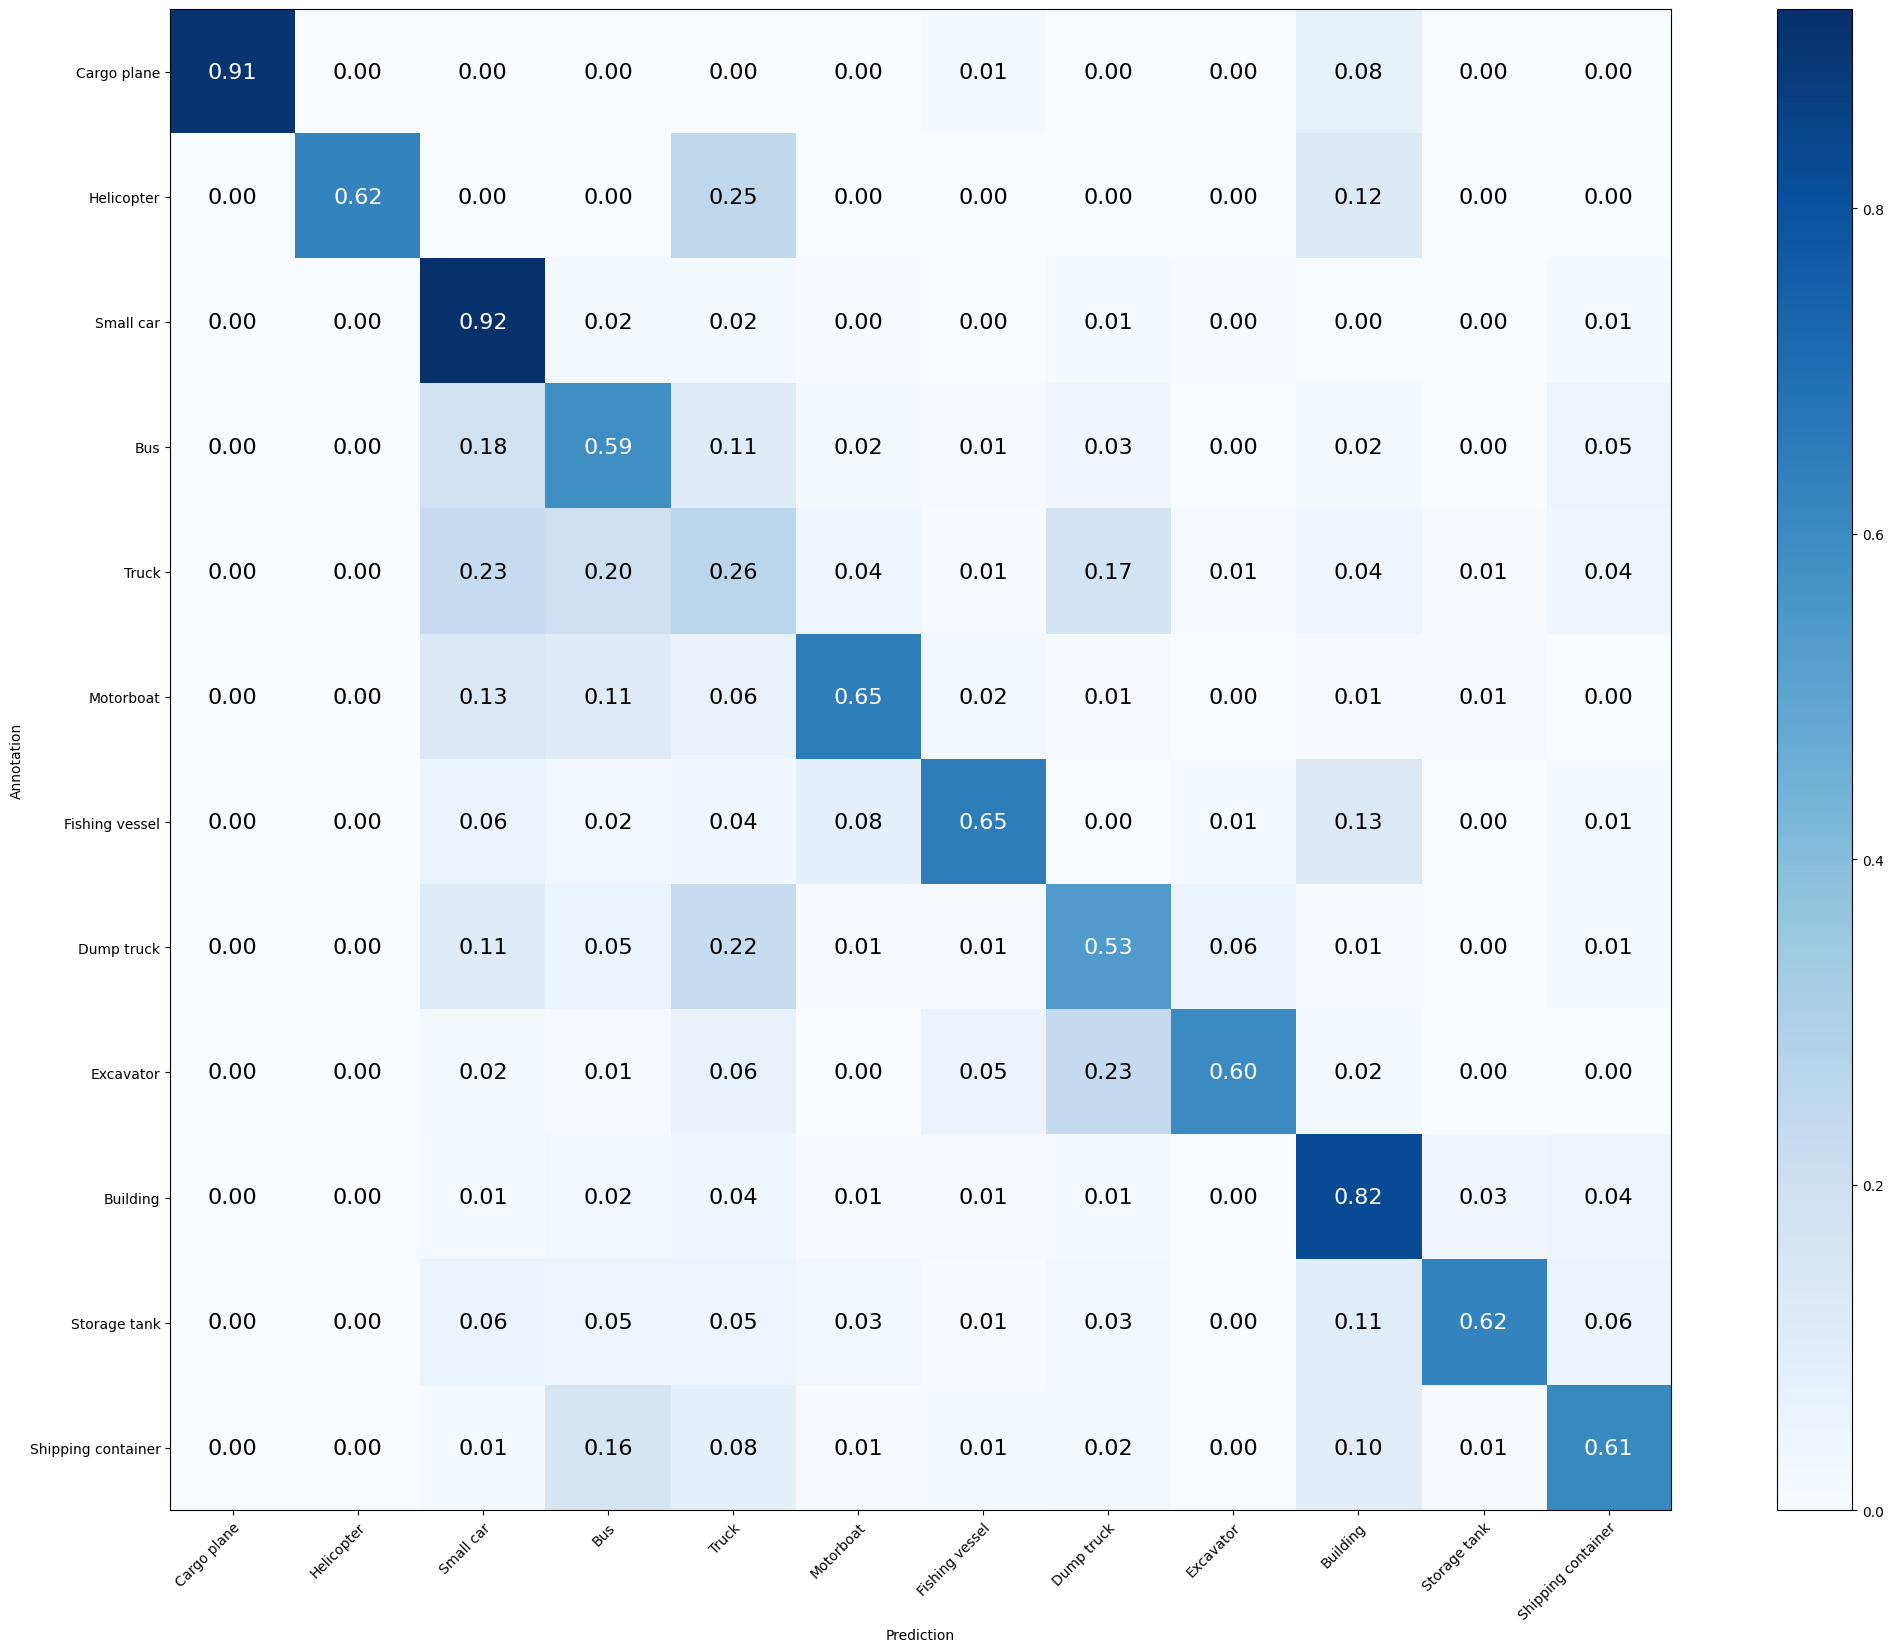 Cargo plane 0.91 0.00 0.00 0.00 0.00 0.00 0.01 0.00 0.00 0.08 0.00 0.00
Helicopter 0.00 0.62 0.00 0.00 0.25 0.00 0.00 0.00 0.00 0.12 0.00 0.00
Small car 0.00 0.00 0.92 0.02 0.02 0.00 0.00 0.01 0.00 0.00 0.00 0.01
Bus 0.00 0.00 0.18 0.59 0.11 0.02 0.01 0.03 0.00 0.02 0.00 0.05
Truck 0.00 0.00 0.23 0.20 0.26 0.04 0.01 0.17 0.01 0.04 0.01 0.04
Motorboat 0.00 0.00 0.13 0.11 0.06 0.65 0.02 0.01 0.00 0.01 0.01 0.00
Fishing vessel 0.00 0.00 0.06 0.02 0.04 0.08 0.65 0.00 0.01 0.13 0.00 0.01
Dump truck 0.00 0.00 0.11 0.05 0.22 0.01 0.01 0.53 0.06 0.01 0.00 0.01
Excavator 0.00 0.00 0.02 0.01 0.06 0.00 0.05 0.23 0.60 0.02 0.00 0.00
Building 0.00 0.00 0.01 0.02 0.04 0.01 0.01 0.01 0.00 0.82 0.03 0.04
Storage tank 0.00 0.00 0.06 0.05 0.05 0.03 0.01 0.03 0.00 0.11 0.62 0.06
Shipping container 0.00 0.00 0.01 0.16 0.08 0.01 0.01 0.02 0.00 0.10 0.01 0.61
Cargo plane Helicopter Small car Bus Truck Motorboat Fishing vessel Dump truck Excavator Building Storage tank Shipping container
Prediction
Annotation
0.8
0.6
0.4
0.2
0.0